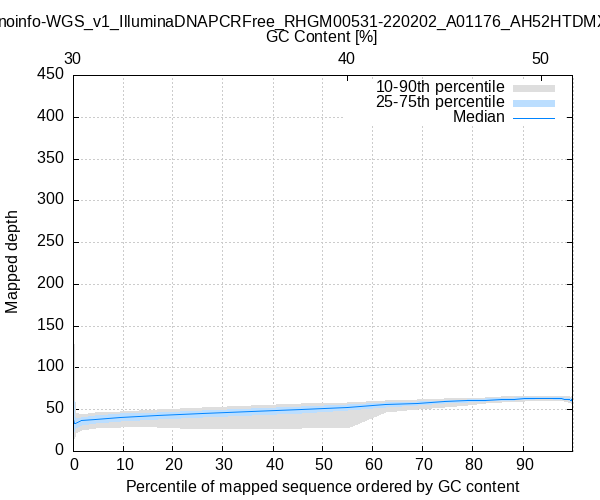 noinfo-WGS_v1_IlluminaDNAPCRFree_RHGM00531-220202_A01176_AH52HTDMX
GC Content [%]
30 40 50
10-90th percentile
25-75th percentile
Median
450
400
350
300
250
200
150
100
50
0
Mapped depth
0 10 20 30 40 50 60 70 80 90
Percentile of mapped sequence ordered by GC content